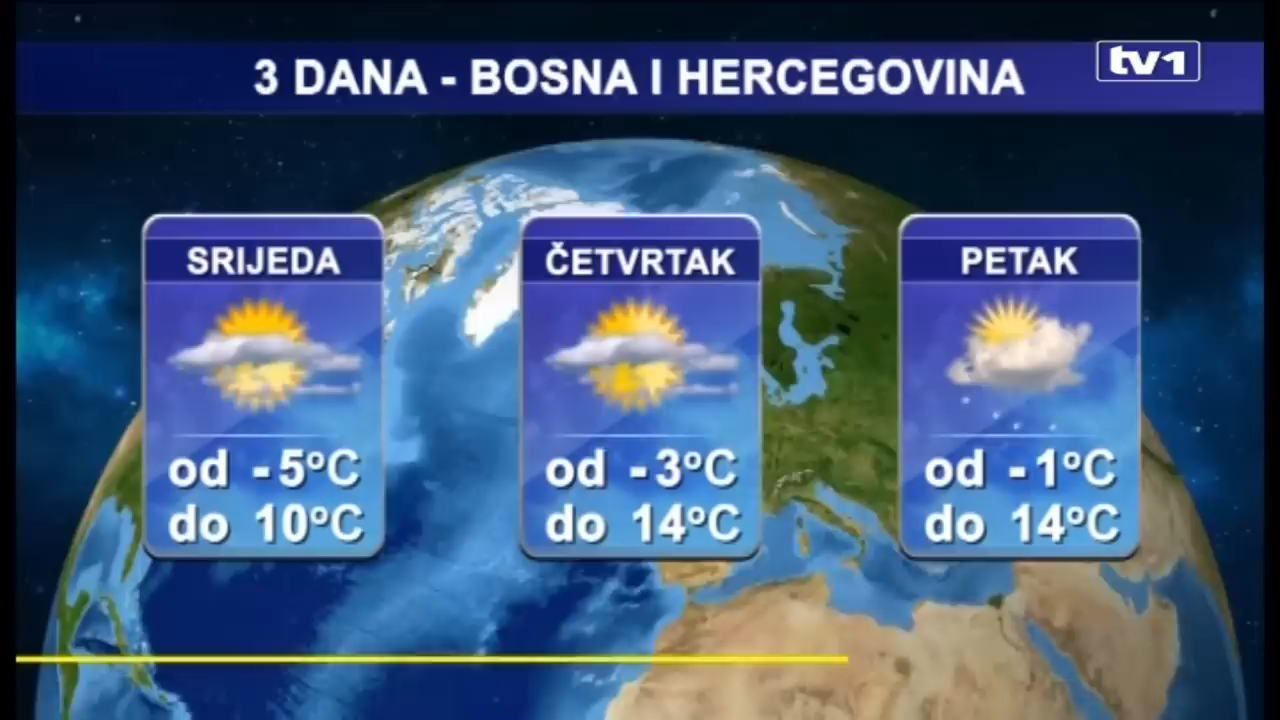 3 DANA - BOSNA I HERCEGOVINA
tv1
SRIJEDA
od -5°C
do 10°C
ČETVRTAK
od -3°C
do 14°C
PETAK
od -1°C
do 14°C